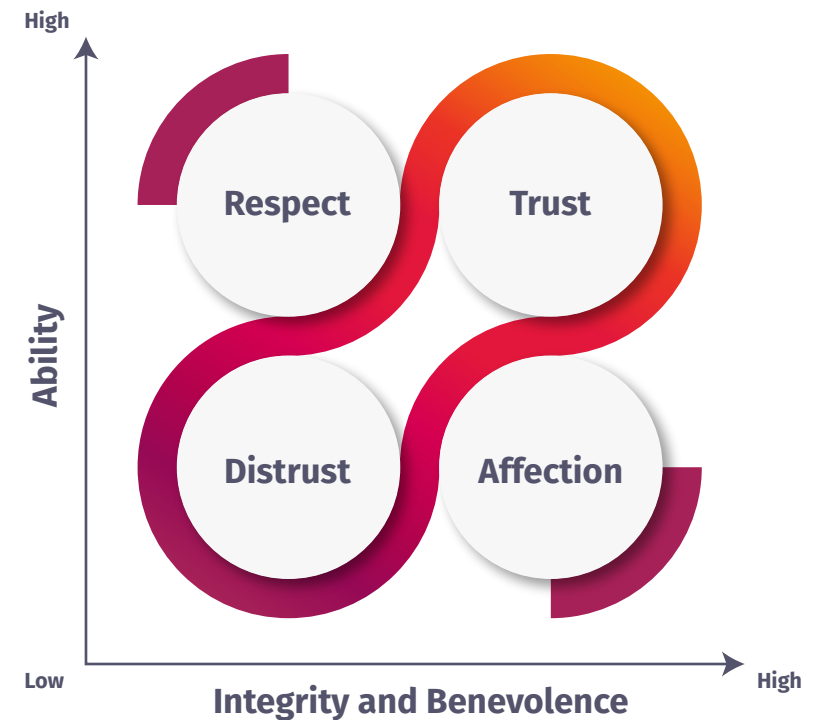 High
Respect
Trust
Ability
Distrust
Affection
Low
High
Integrity and Benevolence